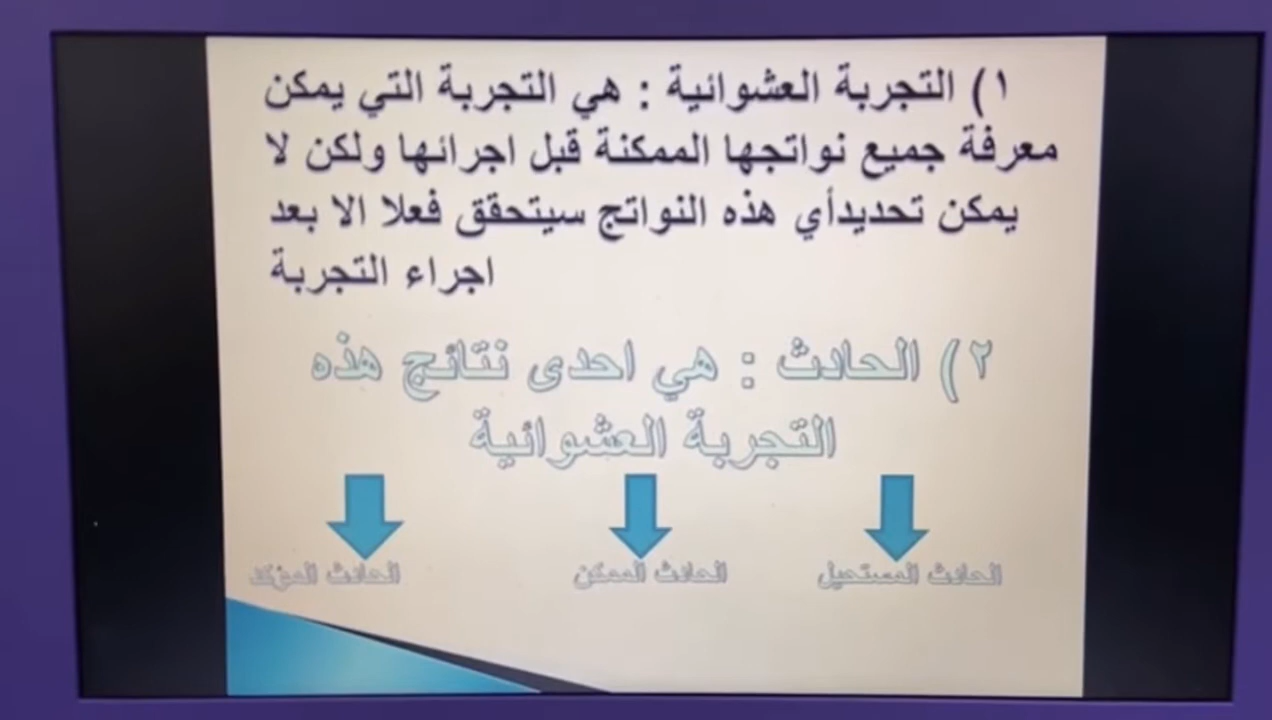 ١) التجربة العشوائية : هي التجربة التي يمكن
معرفة جميع نواتجها الممكنة قبل اجرائها ولكن لا
يمكن تحديدأي هذه النواتج سيتحقق فعلا الا بعد
اجراء التجربة
٢) الحادث : هي احدى نتائج هذه
التجربة العشوائية
الحادث المستحيل
الحادث الممكن
الحادث المؤكد